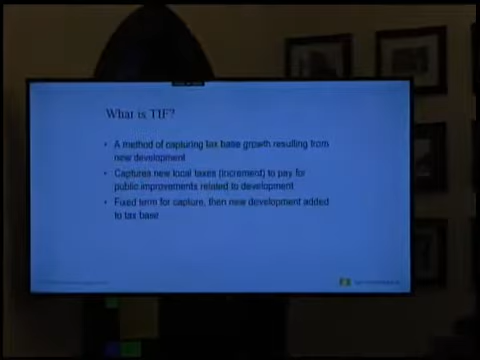 What is TIF?
• A method of capturing tax base growth resulting from
new development
• Captures new local taxes (increment) to pay for
public improvements related to development
• Fixed term for capture, then new development added
to tax base